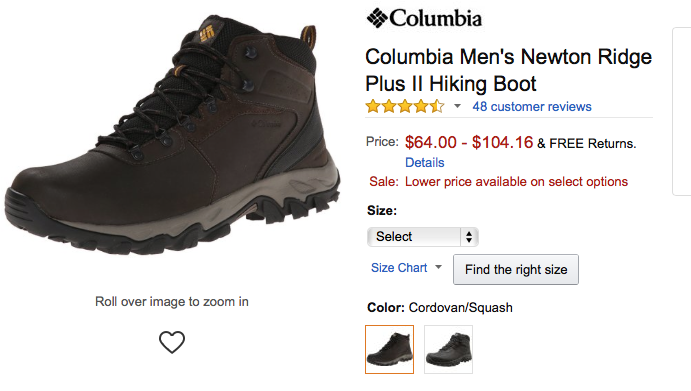 Columbia
Columbia Men's Newton Ridge
Plus II Hiking Boot
48 customer reviews
Price: $64.00 - $104.16 & FREE Returns.
Details
Sale: Lower price available on select options
Size:
Select
Size Chart Find the right size
Roll over image to zoom in
Color: Cordovan/Squash